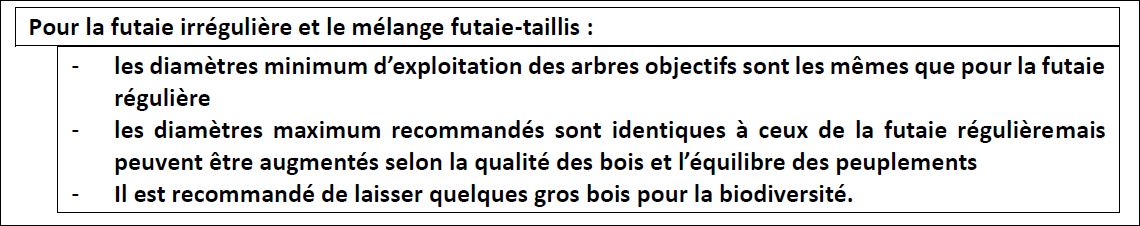 Pour la futaie irrégulière et le mélange futaie-taillis :
- les diamètres minimum d’exploitation des arbres objectifs sont les mêmes que pour la futaie
régulière
- les diamètres maximum recommandés sont identiques à ceux de la futaie régulièremais
peuvent être augmentés selon la qualité des bois et l’équilibre des peuplements
- Il est recommandé de laisser quelques gros bois pour la biodiversité.